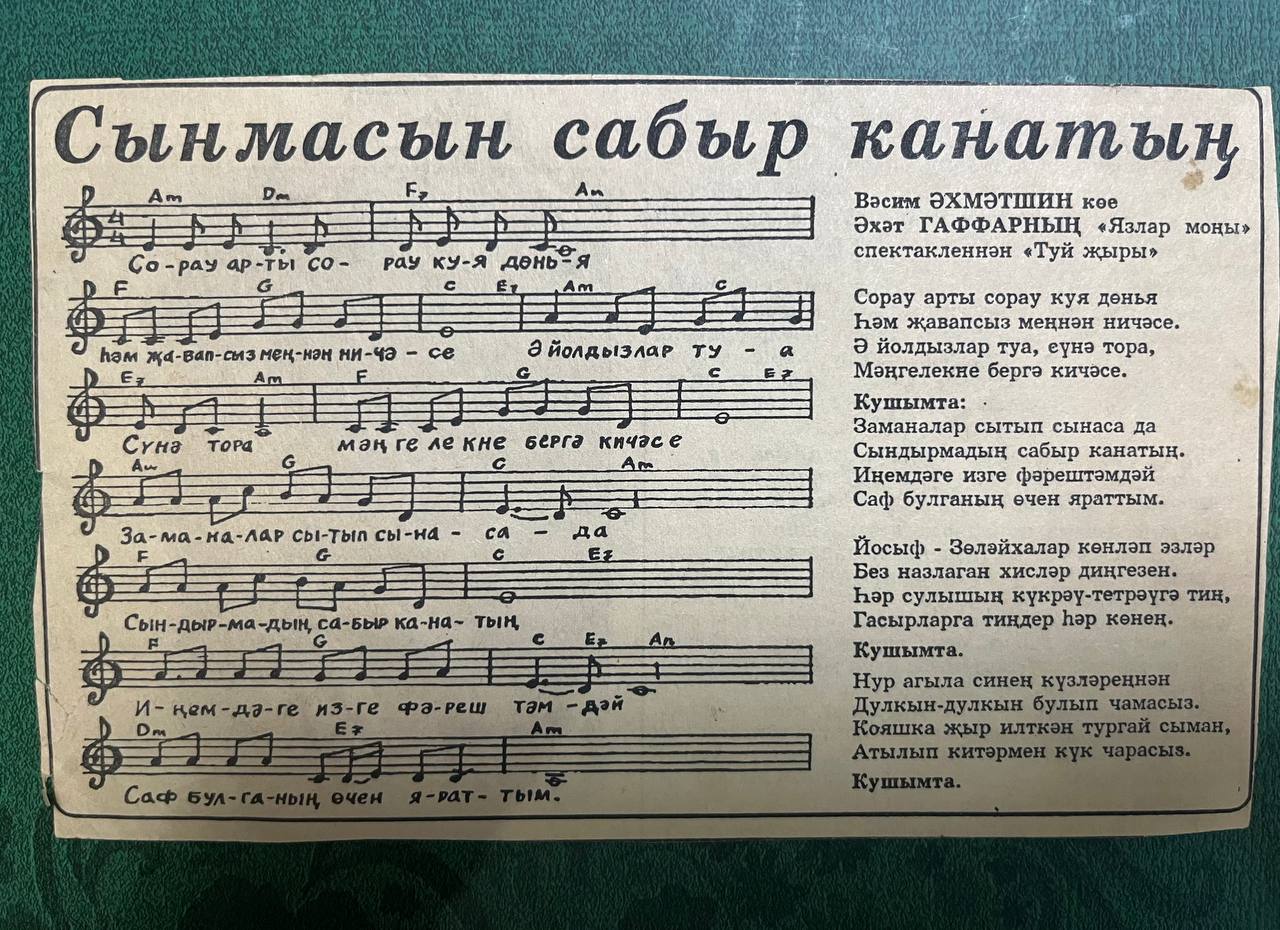 Сынмасын сабыр канатың
Am Dm F7 Am
4
4
Со-рау ар-ты со- рау ку-я дөнь-я
F G C E7 Am C
һәм җа-вап-сыз мең-нән ни-чә-се Ә йолдызлар ту-а
E7 Am F G C E7
Сүнә тора мәң ге ле кне бергә кичәсе
Am G C Am
За-ма-на-лар сы-тып сы-на-са-да
F G C E7
Сын-дыр-ма-дың са-быр ка-на-тың
F G C E7 Am
И-ңем-дә-ге из-ге фә-реш тәм-дәй
Dm E7 Am
Саф бул-га-ның өчен я-рат-тым.
Вәсим ӘХМӘТШИН көе
Әхәт ГАФФАРНЫҢ «Язлар моңы»
спектакленнән «Туй җыры»
Сорау арты сорау куя дөнья
Һәм җавапсыз меңнән ничәсе.
Ә йолдызлар туа, еүнә тора,
Мәңгелекне бергә кичәсе.
Кушымта:
Заманалар сытып сынаса да
Сындырмадың сабыр канатың.
Иңемдәге изге фәрештәмдәй
Саф булганың өчен яраттым.
Йосыф - Зөләйхалар көнләп эзләр
Без назлаган хисләр диңгезен.
Һәр сулышың күкрәү-тетрәүгә тиң,
Гасырларга тиңдер һәр көнең.
Кушымта.
Нур агыла синең күзләреңнән
Дулкын-дулкын булып чамасыз.
Кояшка җыр илткән тургай сыман,
Атылып китәрмен күк чарасыз.
Кушымта.